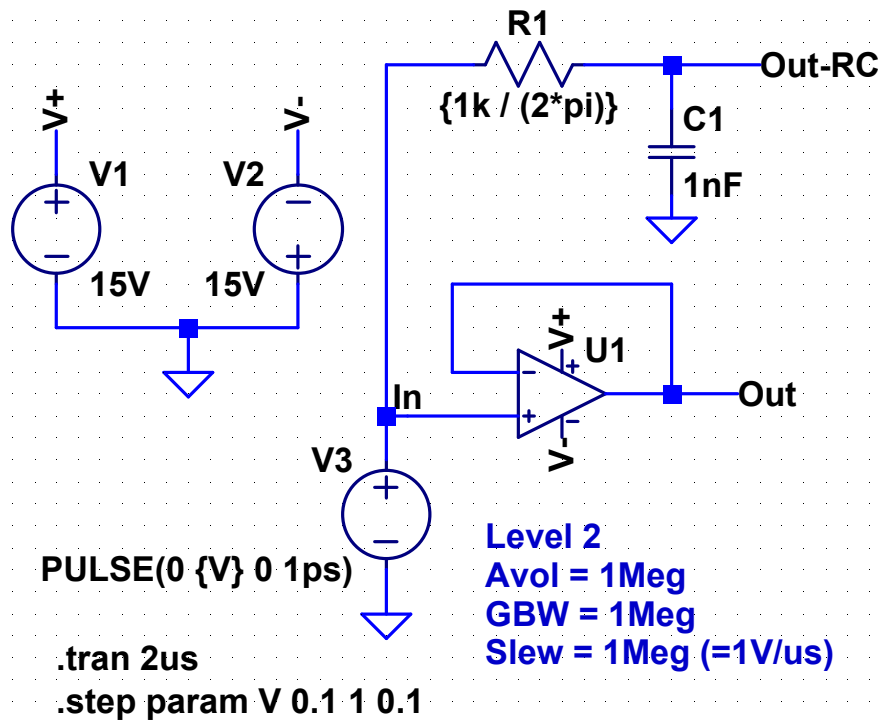 R1
Out-RC
{1k / (2*pi)}
V+
V-
C1
V1
V2
1nF
15V
15V
V+
U1
In
Out
V-
V3
Level 2
PULSE(0 {V} 0 1ps)
Avol = 1Meg
GBW = 1Meg
Slew = 1Meg (=1V/us)
.tran 2us
.step param V 0.1 1 0.1